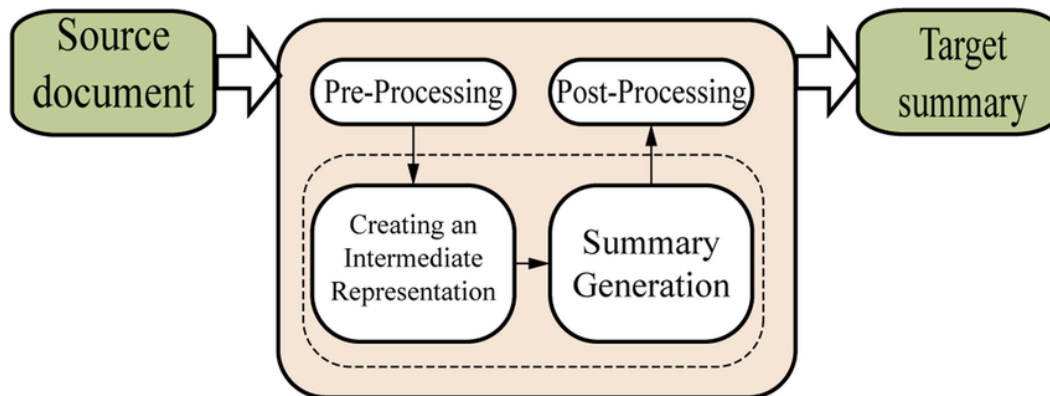 Source
document
Pre-Processing
Creating an
Intermediate
Representation
Summary
Generation
Post-Processing
Target
summary